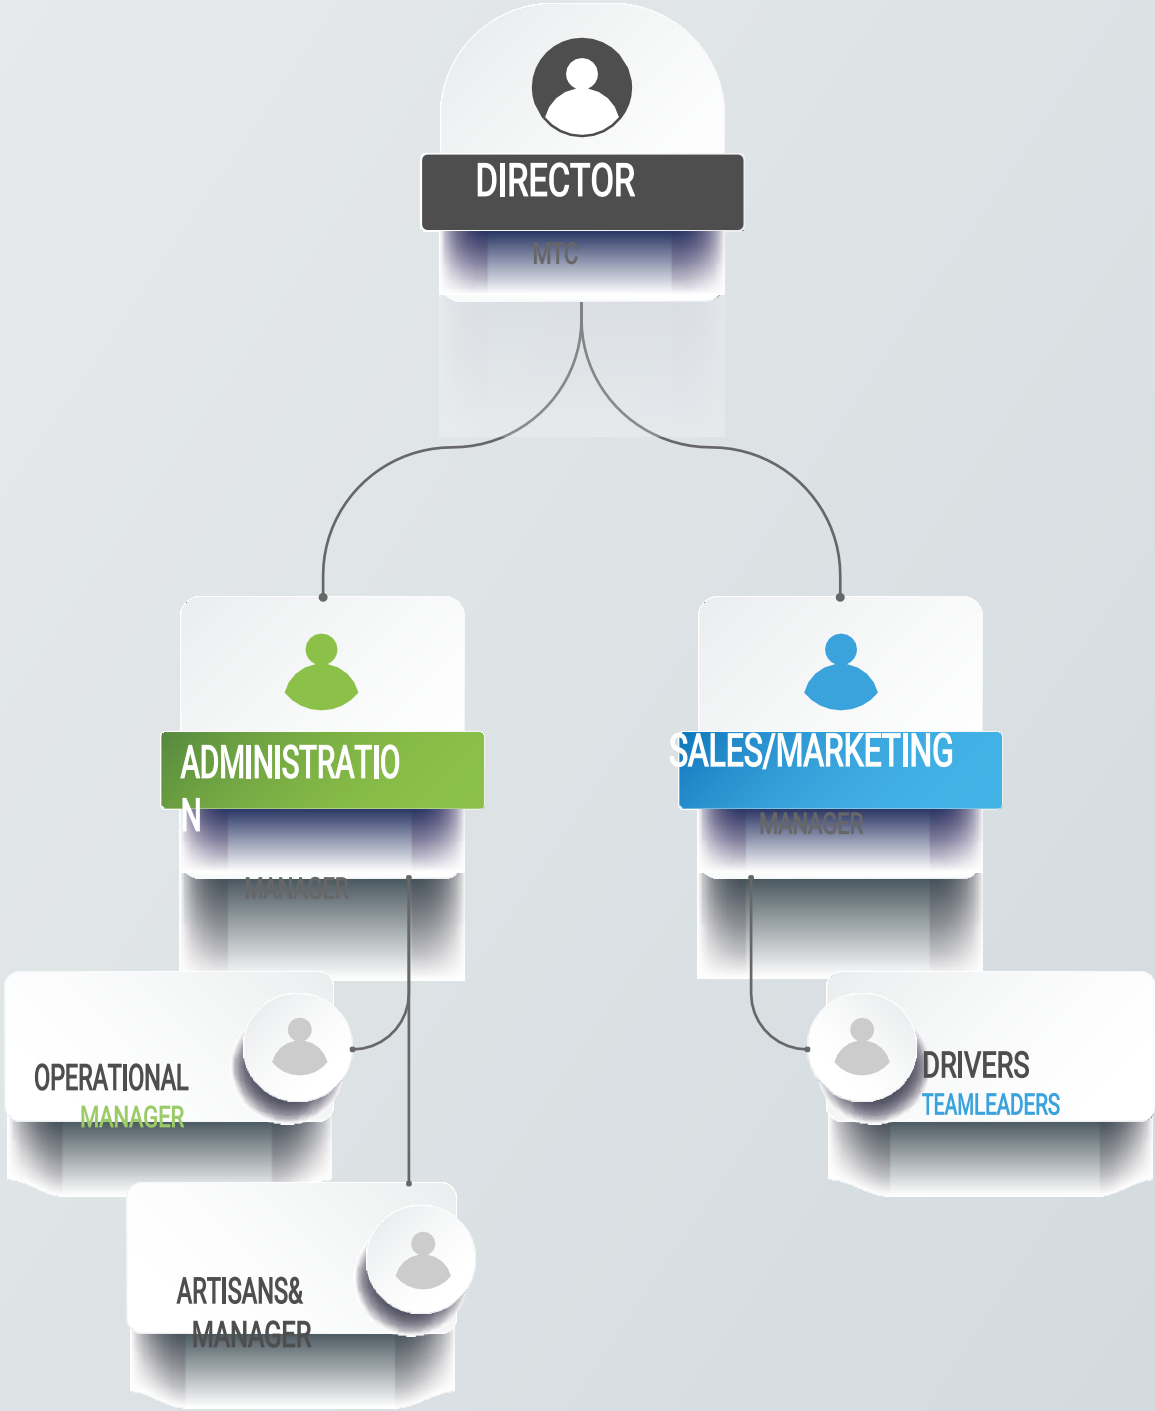 DIRECTOR
MTC
ADMINISTRATIO
N
MANAGER
SALES/MARKETING
MANAGER
OPERATIONAL
MANAGER
DRIVERS
TEAMLEADERS
ARTISANS&
MANAGER